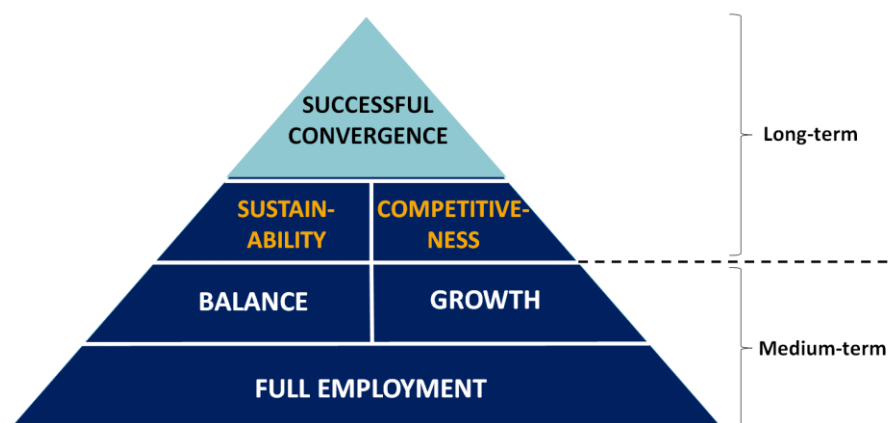 SUCCESSFUL
CONVERGENCE
Long-term
SUSTAIN-
ABILITY
COMPETITIVE-
NESS
BALANCE
GROWTH
Medium-term
FULL EMPLOYMENT